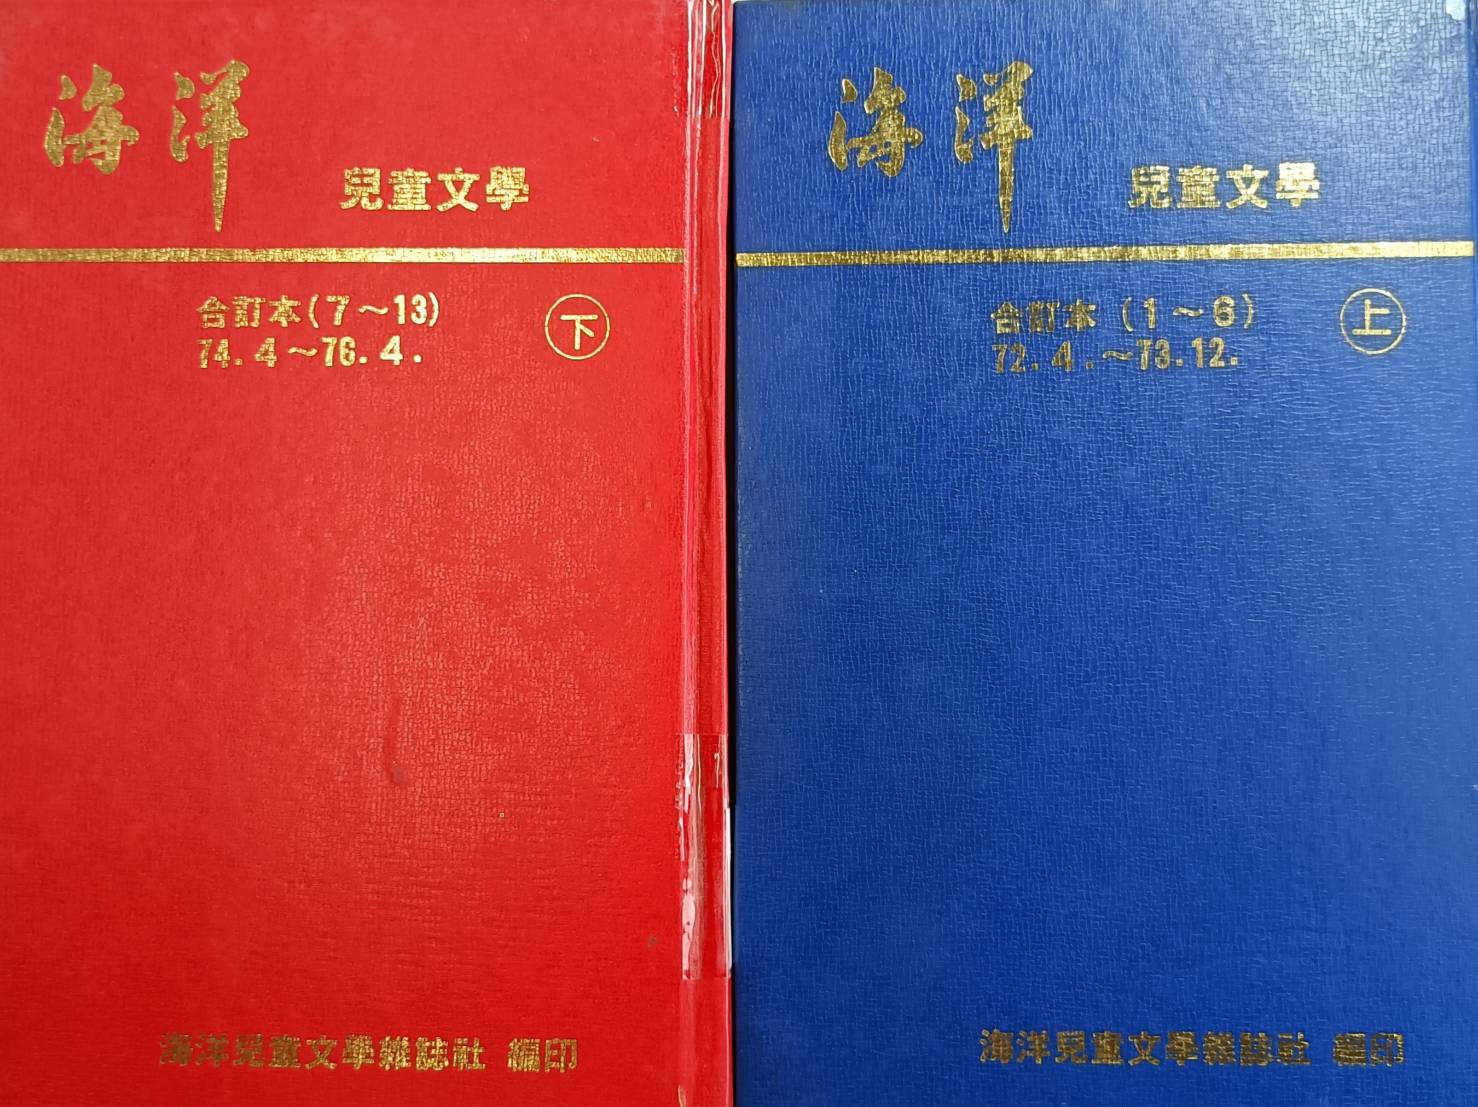 海洋
兒童文學
合訂本(7～13)
74.4～76.4.
下
海洋兒童文學雜誌社 編印
海洋
兒童文學
合訂本(1～6)
72.4.～73.12.
上
海洋兒童文學雜誌社 編印